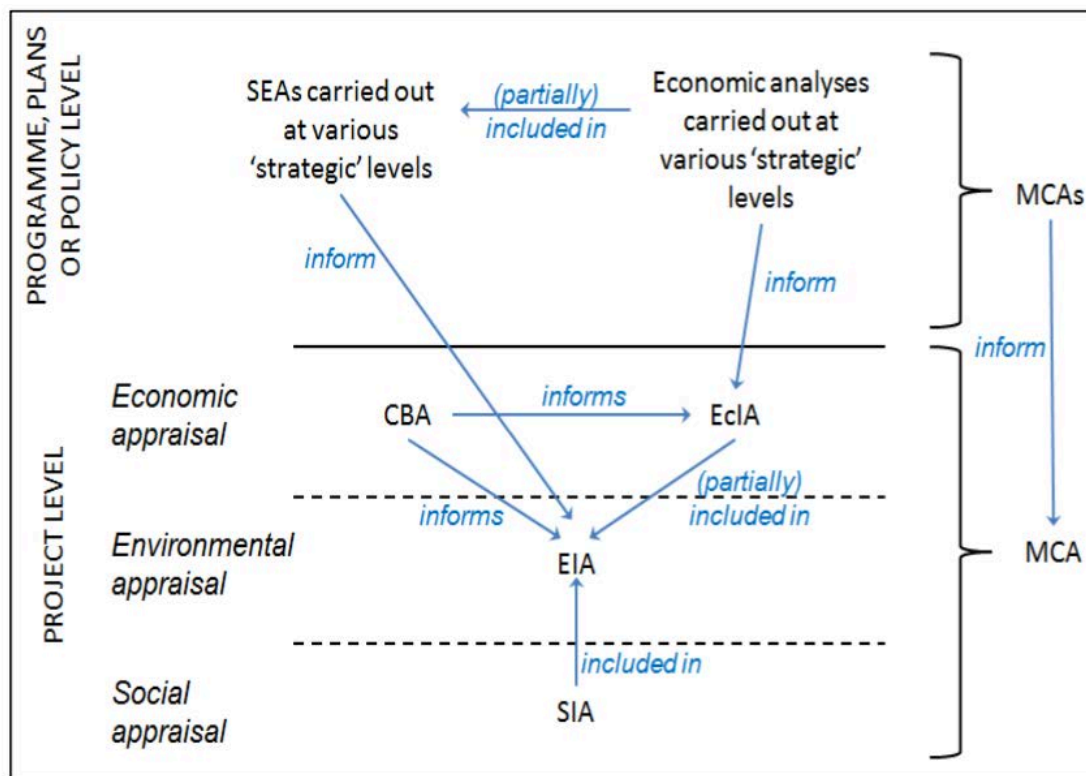 PROGRAMME, PLANS
OR POLICY LEVEL
SEAs carried out
at various
‘strategic’ levels
(partially)
included in
Economic analyses
carried out at
various ‘strategic’
levels
MCAs
inform
inform
inform
PROJECT LEVEL
Economic
appraisal
CBA
informs
EcIA
informs
(partially)
included in
Environmental
appraisal
EIA
MCA
included in
Social
appraisal
SIA